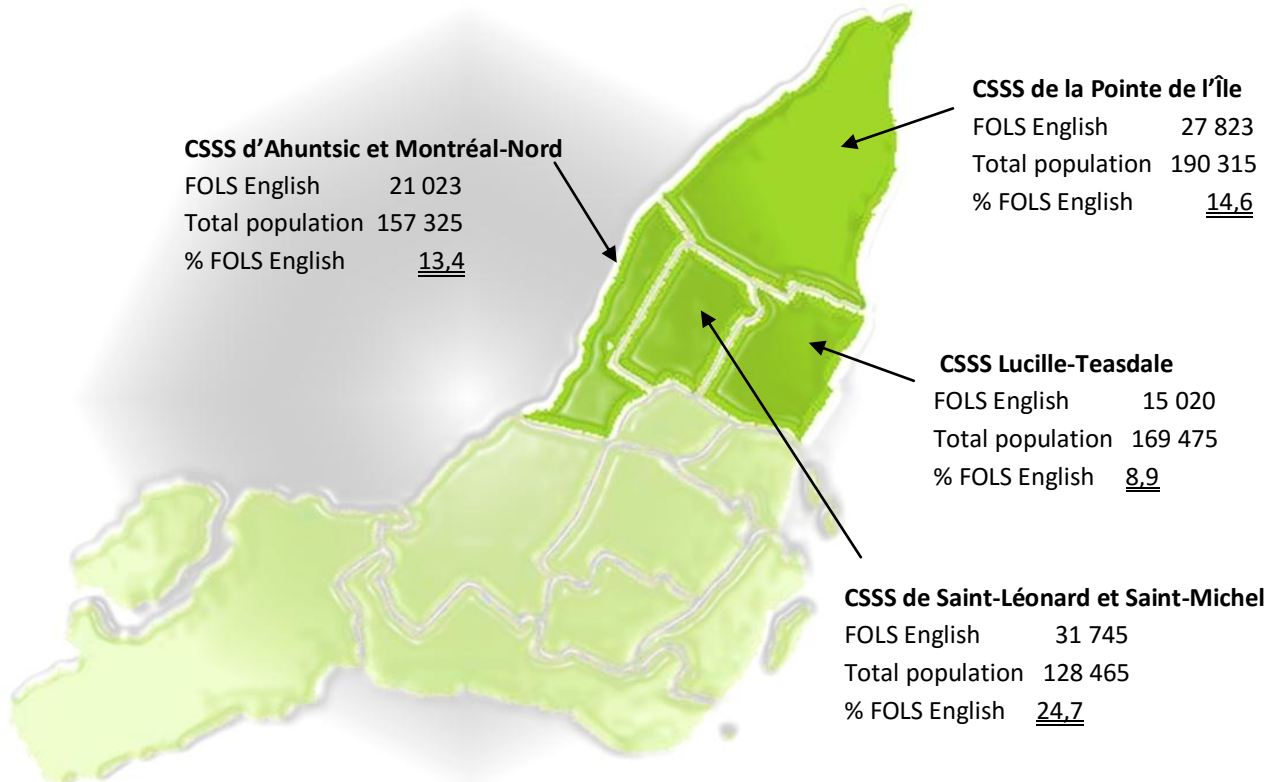 CSSS de la Pointe de l’Île
FOLS English 27 823
Total population 190 315
% FOLS English 14,6
CSSS d’Ahuntsic et Montréal-Nord
FOLS English 21 023
Total population 157 325
% FOLS English 13,4
CSSS Lucille-Teasdale
FOLS English 15 020
Total population 169 475
% FOLS English 8,9
CSSS de Saint-Léonard et Saint-Michel
FOLS English 31 745
Total population 128 465
% FOLS English 24,7